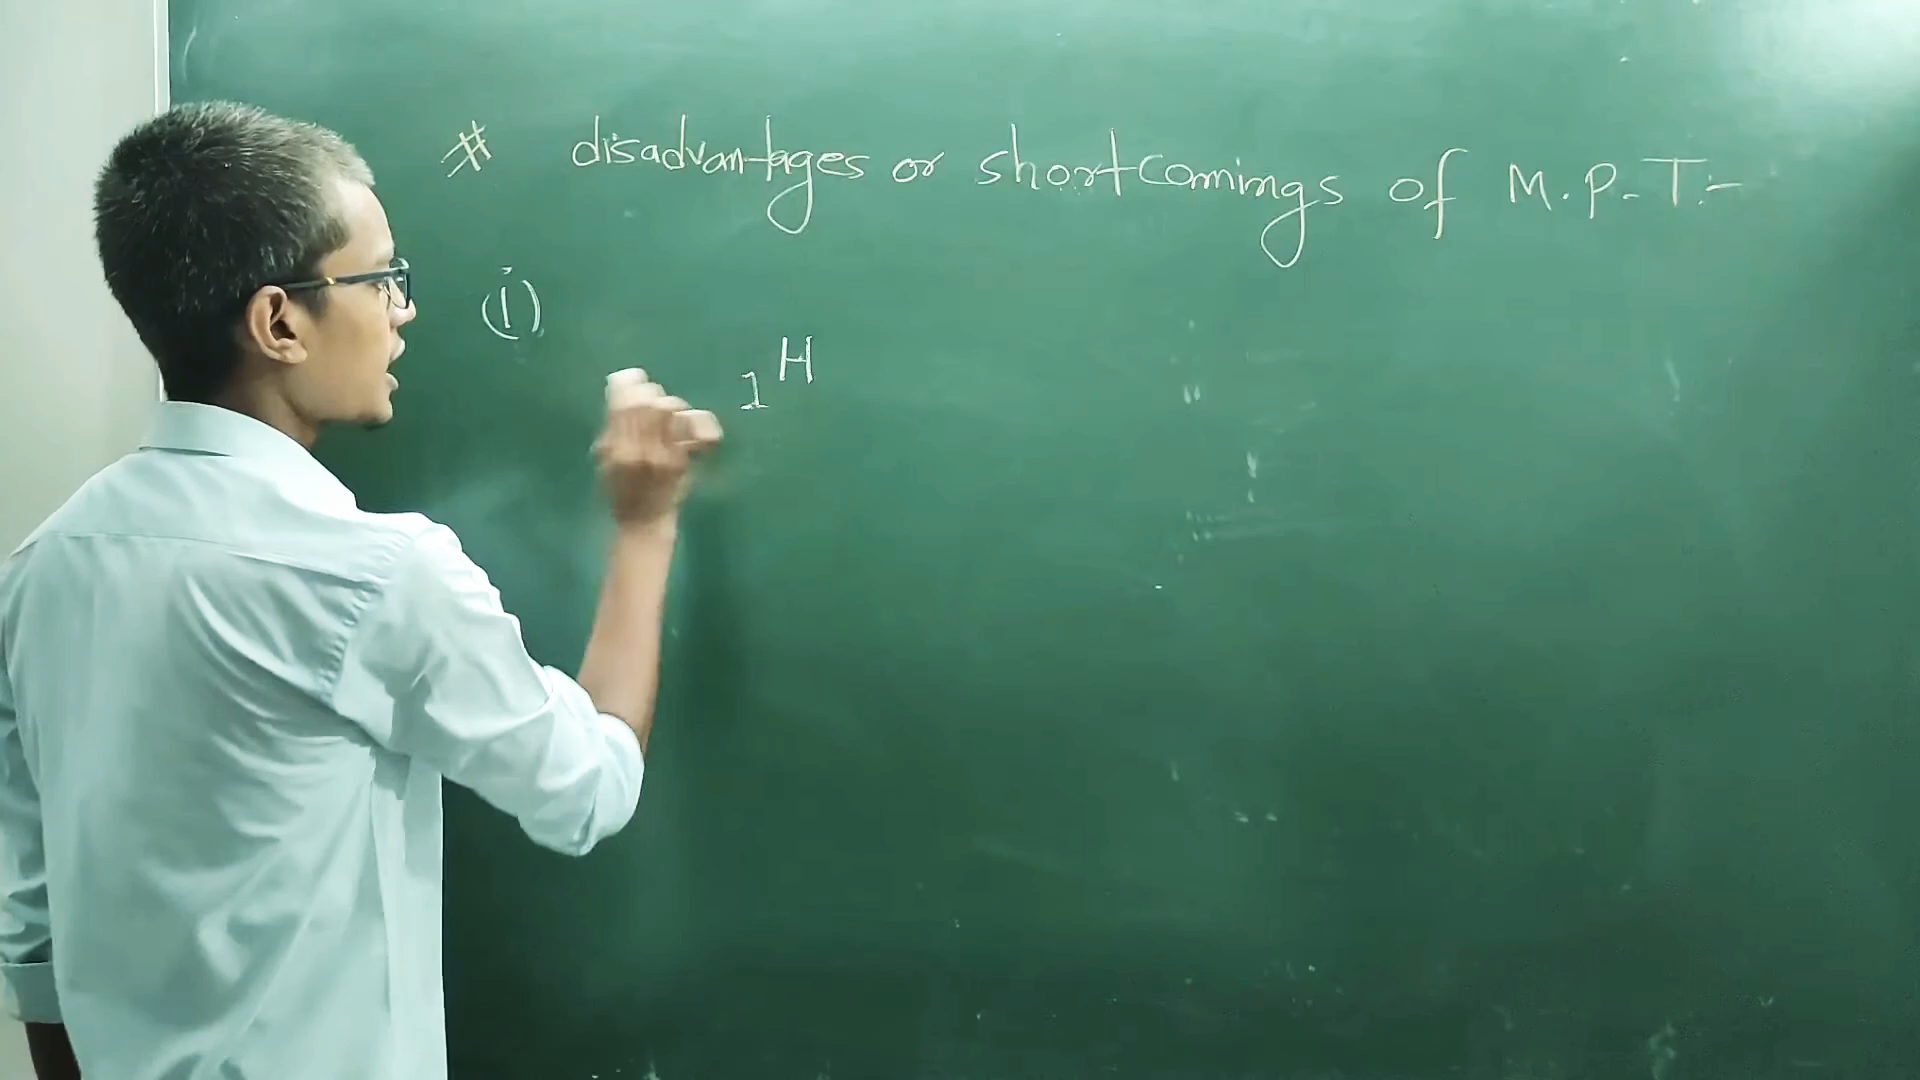 # disadvantages or shortcomings of M.P.T:-
(i)
₁H